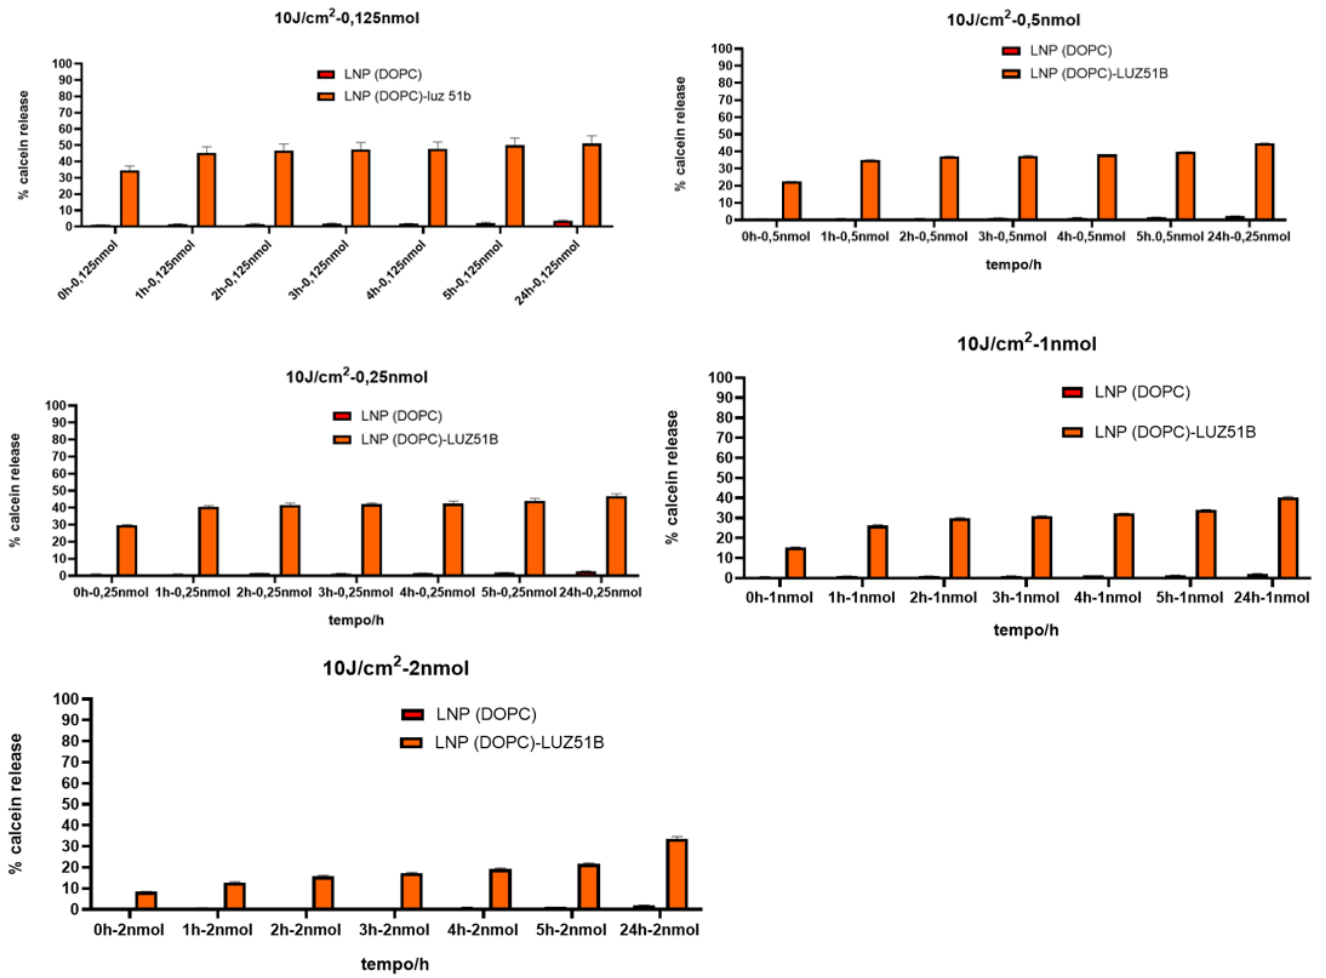 10J/cm²-0,125nmol
LNP (DOPC)
LNP (DOPC)-luz 51b
% calcein release
100
90
80
70
60
50
40
30
20
10
0
0h-0,125nmol
1h-0,125nmol
2h-0,125nmol
3h-0,125nmol
4h-0,125nmol
5h-0,125nmol
24h-0,125nmol
10J/cm²-0,5nmol
LNP (DOPC)
LNP (DOPC)-LUZ51B
% calcein release
100
90
80
70
60
50
40
30
20
10
0
0h-0,5nmol 1h-0,5nmol 2h-0,5nmol 3h-0,5nmol 4h-0,5nmol 5h.0,5nmol 24h-0,25nmol
tempo/h
10J/cm²-0,25nmol
LNP (DOPC)
LNP (DOPC)-LUZ51B
% calcein release
100
90
80
70
60
50
40
30
20
10
0
0h-0,25nmol 1h-0,25nmol 2h-0,25nmol 3h-0,25nmol 4h-0,25nmol 5h-0,25nmol 24h-0,25nmol
tempo/h
10J/cm²-1nmol
LNP (DOPC)
LNP (DOPC)-LUZ51B
% calcein release
100
90
80
70
60
50
40
30
20
10
0
0h-1nmol 1h-1nmol 2h-1nmol 3h-1nmol 4h-1nmol 5h-1nmol 24h-1nmol
tempo/h
10J/cm²-2nmol
LNP (DOPC)
LNP (DOPC)-LUZ51B
% calcein release
100
90
80
70
60
50
40
30
20
10
0
0h-2nmol 1h-2nmol 2h-2nmol 3h-2nmol 4h-2nmol 5h-2nmol 24h-2nmol
tempo/h